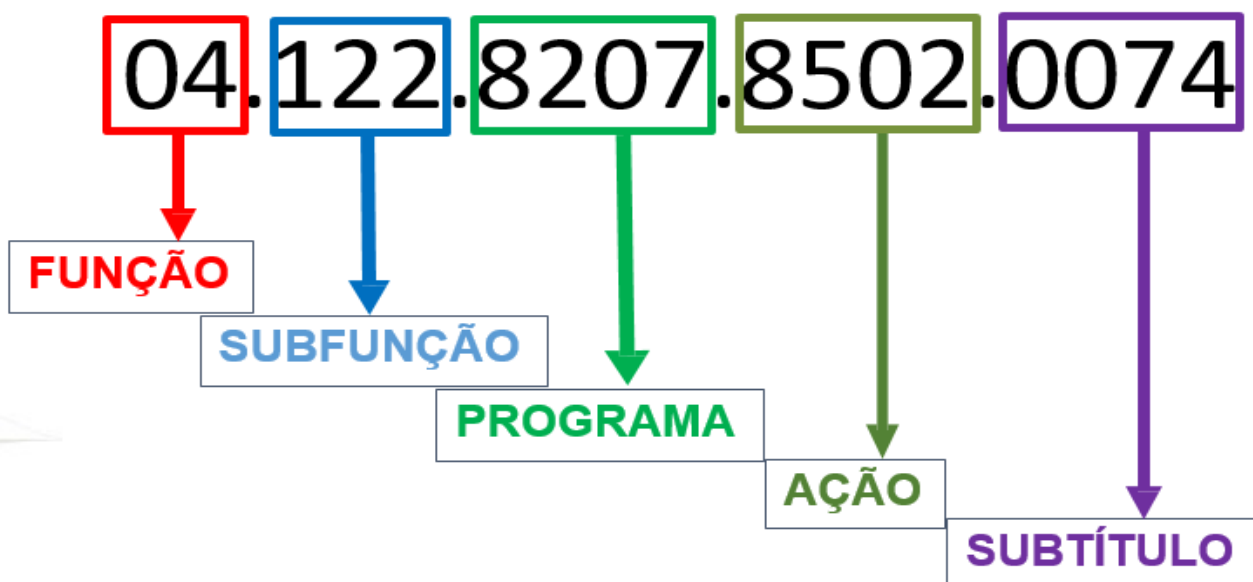 04.122.8207.8502.0074
FUNÇÃO
SUBFUNÇÃO
PROGRAMA
AÇÃO
SUBTÍTULO